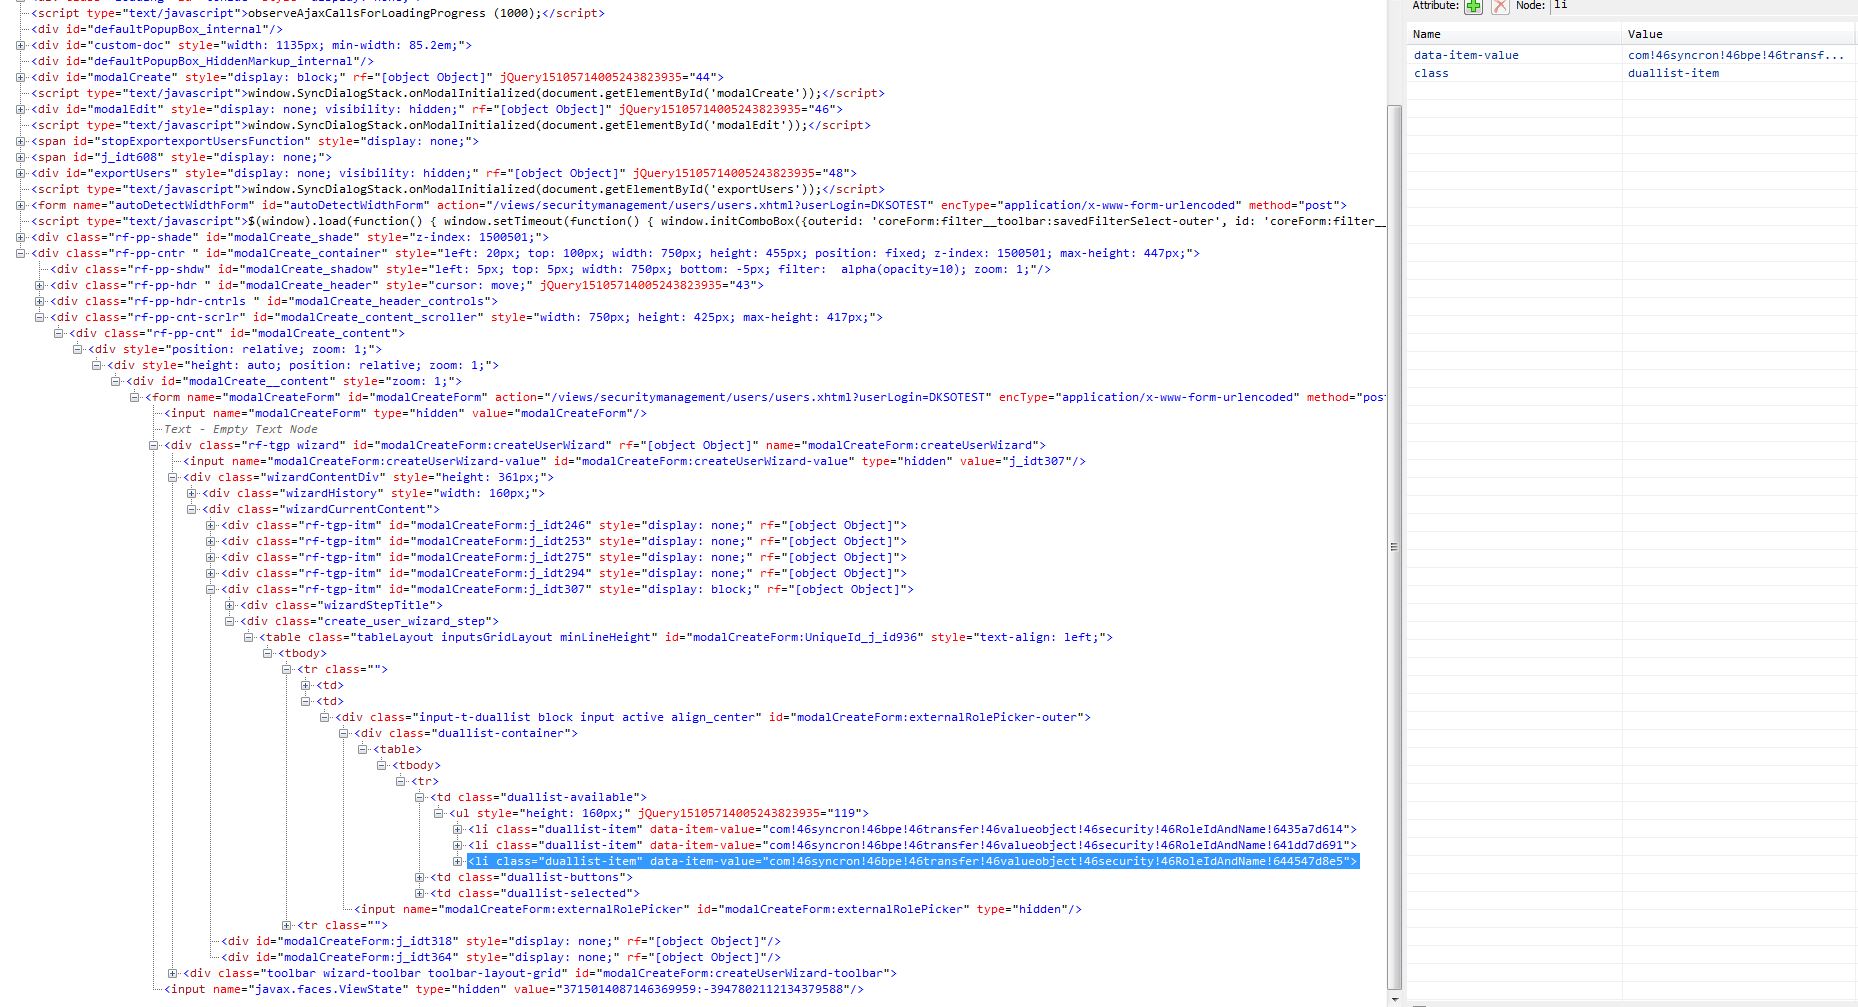 <script type="text/javascript">observeAjaxCallsForLoadingProgress (1000);</script>
<div id="defaultPopupBox_internal"/>
<div id="custom-doc" style="width: 1135px; min-width: 85.2em;">
<div id="defaultPopupBox_HiddenMarkup_internal"/>
<div id="modalCreate" style="display: block;" rf="[object Object]" jQuery15105714005243823935="44">
<script type="text/javascript">window.SyncDialogStack.onModalInitialized(document.getElementById('modalCreate'));</script>
<div id="modalEdit" style="display: none; visibility: hidden;" rf="[object Object]" jQuery15105714005243823935="46">
<script type="text/javascript">window.SyncDialogStack.onModalInitialized(document.getElementById('modalEdit'));</script>
<span id="stopExportexportUsersFunction" style="display: none;">
<span id="j_idt608" style="display: none;">
<div id="exportUsers" style="display: none; visibility: hidden;" rf="[object Object]" jQuery15105714005243823935="48">
<script type="text/javascript">window.SyncDialogStack.onModalInitialized(document.getElementById('exportUsers'));</script>
<form name="autoDetectWidthForm" id="autoDetectWidthForm" action="/views/securitymanagement/users/users.xhtml?userLogin=DKSOTEST" encType="application/x-www-form-urlencoded" method="post">
<script type="text/javascript">$(window).load(function() { window.setTimeout(function() { window.initComboBox({outerid: 'coreForm:filter__toolbar:savedFilterSelect-outer', id: 'coreForm:filter__
<div class="rf-pp-shade" id="modalCreate_shade" style="z-index: 1500501;">
<div class="rf-pp-cntr " id="modalCreate_container" style="left: 20px; top: 100px; width: 750px; height: 455px; position: fixed; z-index: 1500501; max-height: 447px;">
<div class="rf-pp-shdw" id="modalCreate_shadow" style="left: 5px; top: 5px; width: 750px; bottom: -5px; filter:  alpha(opacity=10); zoom: 1;"/>
<div class="rf-pp-hdr " id="modalCreate_header" style="cursor: move;" jQuery15105714005243823935="43">
<div class="rf-pp-hdr-cntrls " id="modalCreate_header_controls">
<div class="rf-pp-cnt-scrlr" id="modalCreate_content_scroller" style="width: 750px; height: 425px; max-height: 417px;">
<div class="rf-pp-cnt" id="modalCreate_content">
<div style="position: relative; zoom: 1;">
<div style="height: auto; position: relative; zoom: 1;">
<div id="modalCreate__content" style="zoom: 1;">
<form name="modalCreateForm" id="modalCreateForm" action="/views/securitymanagement/users/users.xhtml?userLogin=DKSOTEST" encType="application/x-www-form-urlencoded" method="pos
<input name="modalCreateForm" type="hidden" value="modalCreateForm"/>
Text - Empty Text Node
<div class="rf-tgp wizard" id="modalCreateForm:createUserWizard" rf="[object Object]" name="modalCreateForm:createUserWizard">
<input name="modalCreateForm:createUserWizard-value" id="modalCreateForm:createUserWizard-value" type="hidden" value="j_idt307"/>
<div class="wizardContentDiv" style="height: 361px;">
<div class="wizardHistory" style="width: 160px;">
<div class="wizardCurrentContent">
<div class="rf-tgp-itm" id="modalCreateForm:j_idt246" style="display: none;" rf="[object Object]">
<div class="rf-tgp-itm" id="modalCreateForm:j_idt253" style="display: none;" rf="[object Object]">
<div class="rf-tgp-itm" id="modalCreateForm:j_idt275" style="display: none;" rf="[object Object]">
<div class="rf-tgp-itm" id="modalCreateForm:j_idt294" style="display: none;" rf="[object Object]">
<div class="rf-tgp-itm" id="modalCreateForm:j_idt307" style="display: block;" rf="[object Object]">
<div class="wizardStepTitle">
<div class="create_user_wizard_step">
<table class="tableLayout inputsGridLayout minLineHeight" id="modalCreateForm:UniqueId_j_id936" style="text-align: left;">
<tbody>
<tr class="">
<td>
<td>
<div class="input-t-duallist block input active align_center" id="modalCreateForm:externalRolePicker-outer">
<div class="duallist-container">
<table>
<tbody>
<tr>
<td class="duallist-available">
<ul style="height: 160px;" jQuery15105714005243823935="119">
<li class="duallist-item" data-item-value="com!46syncron!46bpe!46transfer!46valueobject!46security!46RoleIdAndName!6435a7d614">
<li class="duallist-item" data-item-value="com!46syncron!46bpe!46transfer!46valueobject!46security!46RoleIdAndName!641dd7d691">
<li class="duallist-item" data-item-value="com!46syncron!46bpe!46transfer!46valueobject!46security!46RoleIdAndName!644547d8e5">
<td class="duallist-buttons">
<td class="duallist-selected">
<input name="modalCreateForm:externalRolePicker" id="modalCreateForm:externalRolePicker" type="hidden"/>
<tr class="">
<div id="modalCreateForm:j_idt318" style="display: none;" rf="[object Object]"/>
<div id="modalCreateForm:j_idt364" style="display: none;" rf="[object Object]"/>
<div class="toolbar wizard-toolbar toolbar-layout-grid" id="modalCreateForm:createUserWizard-toolbar">
<input name="javax.faces.ViewState" type="hidden" value="3715014087146369959:-3947802112134379588"/>
Attribute: Node: li
Name Value
data-item-value com!46syncron!46bpe!46transf...
class duallist-item